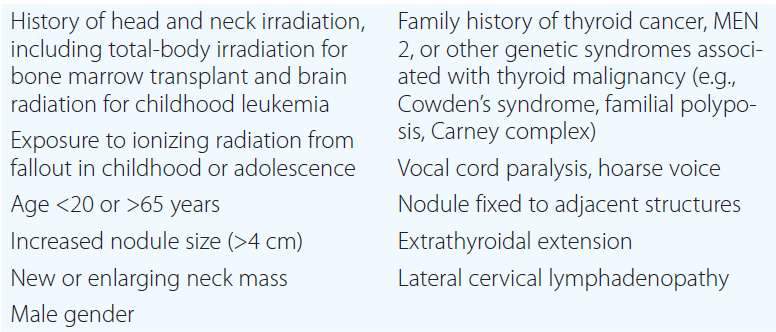 History of head and neck irradiation,
including total-body irradiation for
bone marrow transplant and brain
radiation for childhood leukemia
Exposure to ionizing radiation from
fallout in childhood or adolescence
Age <20 or >65 years
Increased nodule size (>4 cm)
New or enlarging neck mass
Male gender
Family history of thyroid cancer, MEN
2, or other genetic syndromes associ-
ated with thyroid malignancy (e.g.,
Cowden’s syndrome, familial polypo-
sis, Carney complex)
Vocal cord paralysis, hoarse voice
Nodule fixed to adjacent structures
Extrathyroidal extension
Lateral cervical lymphadenopathy